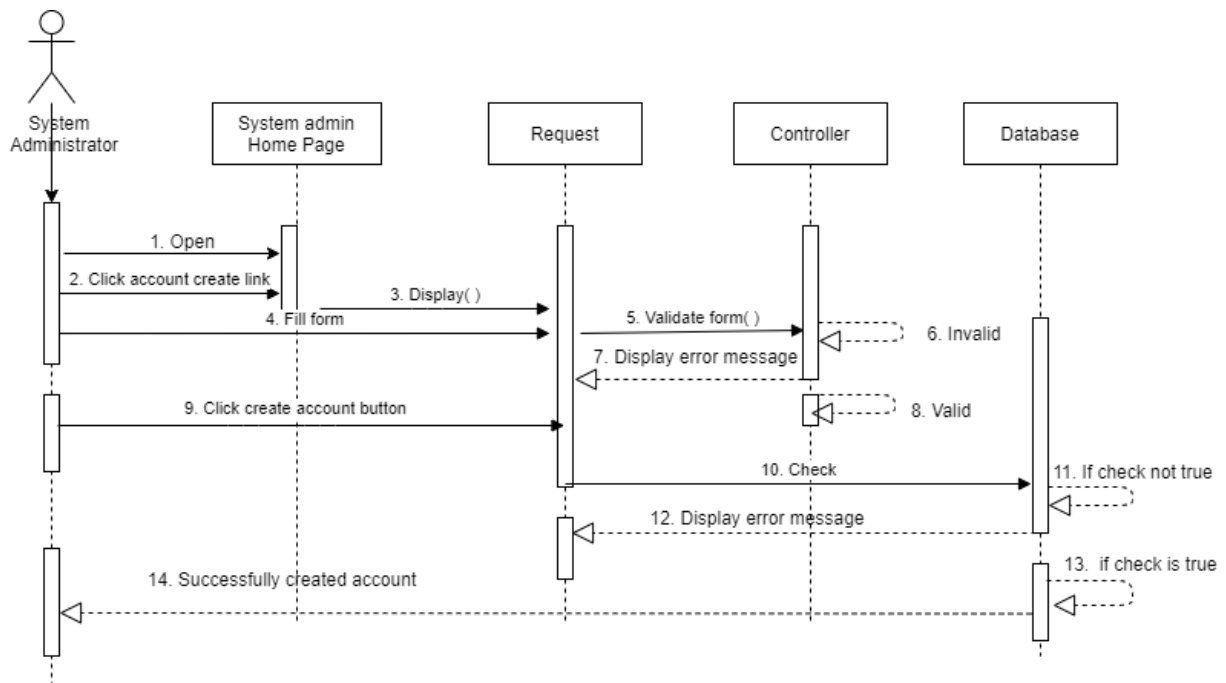 System
Administrator
System admin
Home Page
Request
Controller
Database
1. Open
2. Click account create link
3. Display( )
4. Fill form
5. Validate form( )
6. Invalid
7. Display error message
8. Valid
9. Click create account button
10. Check
11. If check not true
12. Display error message
13. if check is true
14. Successfully created account